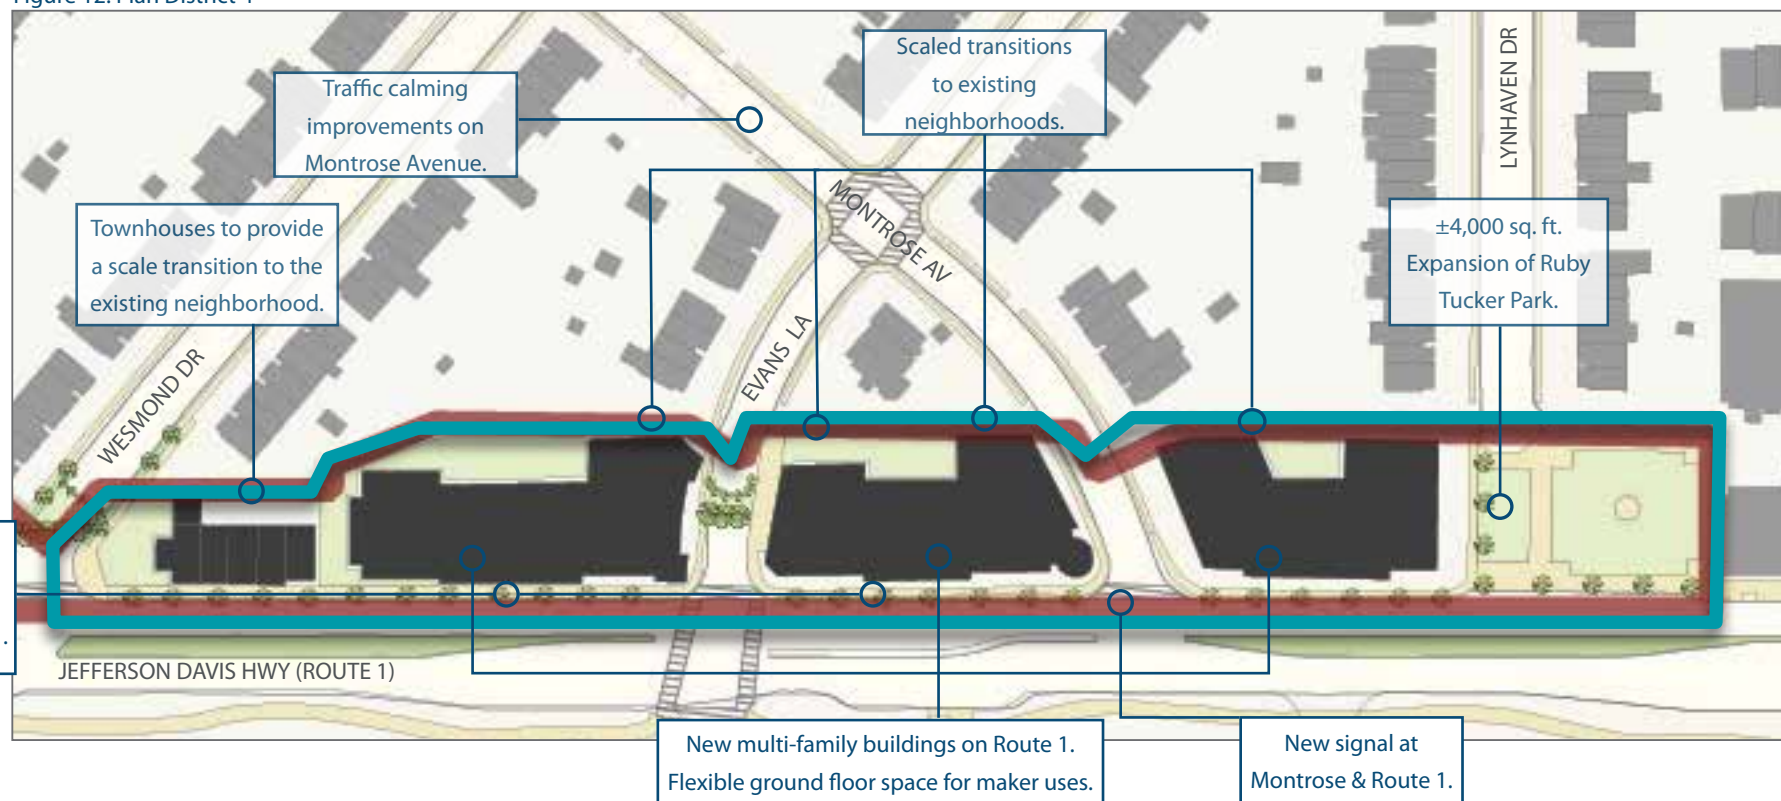 Figure 12: Plan District 1
Scaled transitions
to existing
neighborhoods.
Traffic calming
improvements on
Montrose Avenue.
LYNHAVEN DR
MONTROSE AV
Townhouses to provide
a scale transition to the
existing neighborhood.
±4,000 sq. ft.
Expansion of Ruby
Tucker Park.
EVANS LA
WESMOND DR
.
JEFFERSON DAVIS HWY (ROUTE 1)
New multi-family buildings on Route 1.
Flexible ground floor space for maker uses.
New signal at
Montrose & Route 1.